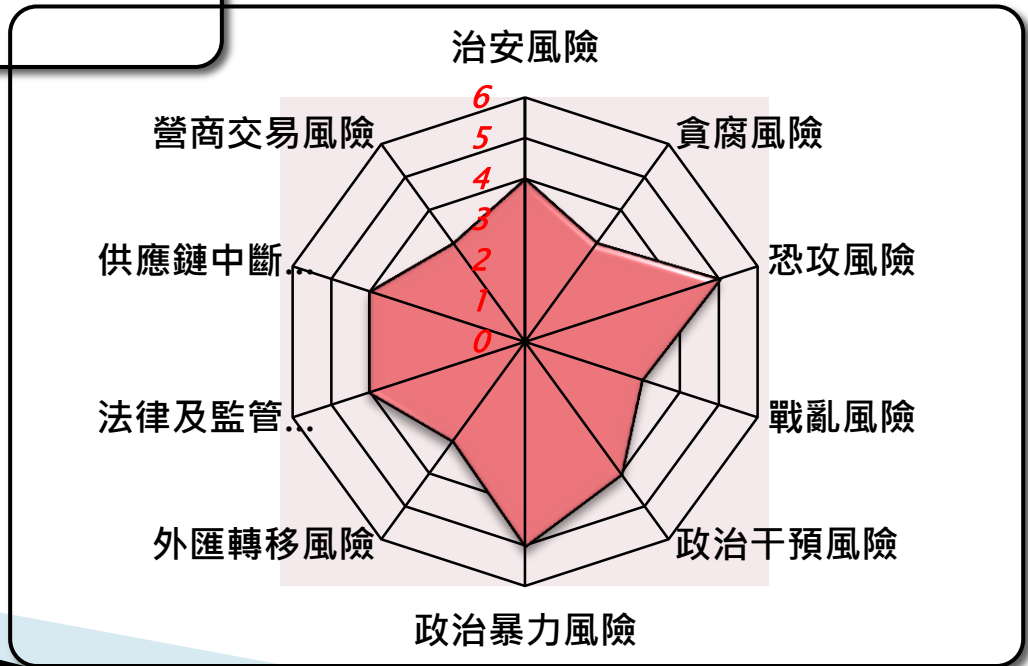 治安風險
6
營商交易風險
貪腐風險
5
4
3
供應鏈中斷...
恐攻風險
2
1
0
法律及監管...
戰亂風險
外匯轉移風險
政治干預風險
政治暴力風險